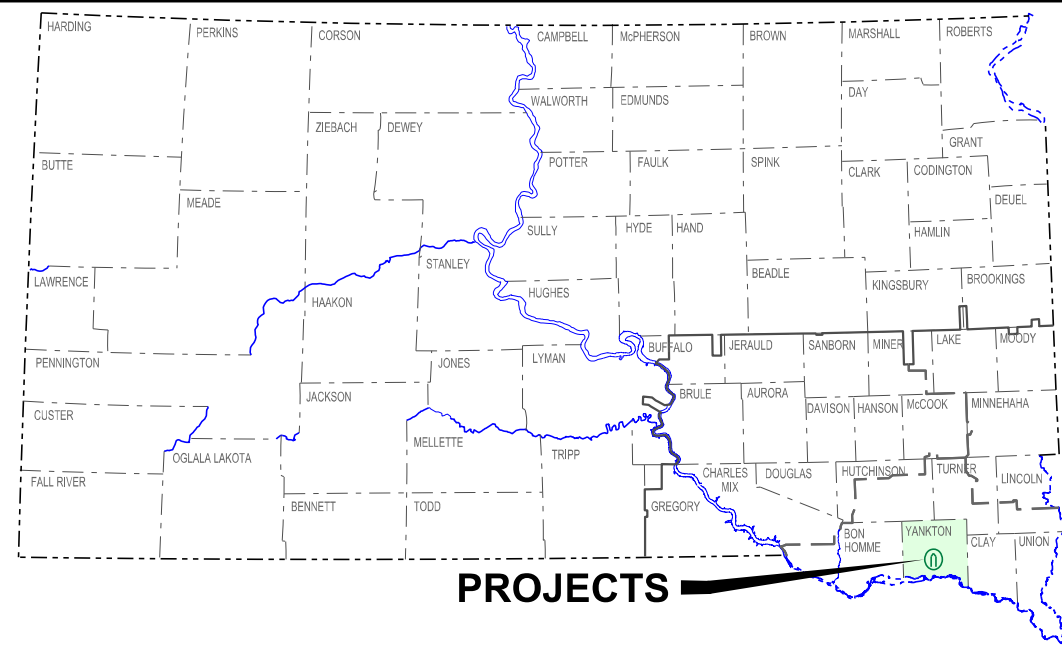 HARDING
PERKINS
CORSON
CAMPBELL
McPHERSON
BROWN
MARSHALL
ROBERTS
WALWORTH
EDMUNDS
DAY
ZIEBACH
DEWEY
GRANT
BUTTE
POTTER
FAULK
SPINK
CLARK
CODINGTON
MEADE
DEUEL
SULLY
HYDE
HAND
HAMLIN
STANLEY
BEADLE
LAWRENCE
KINGSBURY
BROOKINGS
HAAKON
HUGHES
PENNINGTON
JONES
LYMAN
BUFFALO
JERAULD
SANBORN
MINER
LAKE
MOODY
JACKSON
BRULE
AURORA
CUSTER
DAVISON
HANSON
McCOOK
MINNEHAHA
MELLETTE
OGLALA LAKOTA
TRIPP
FALL RIVER
CHARLES
MIX
DOUGLAS
HUTCHINSON
TURNER
LINCOLN
BENNETT
TODD
GREGORY
BON
HOMME
YANKTON
CLAY
UNION
PROJECTS